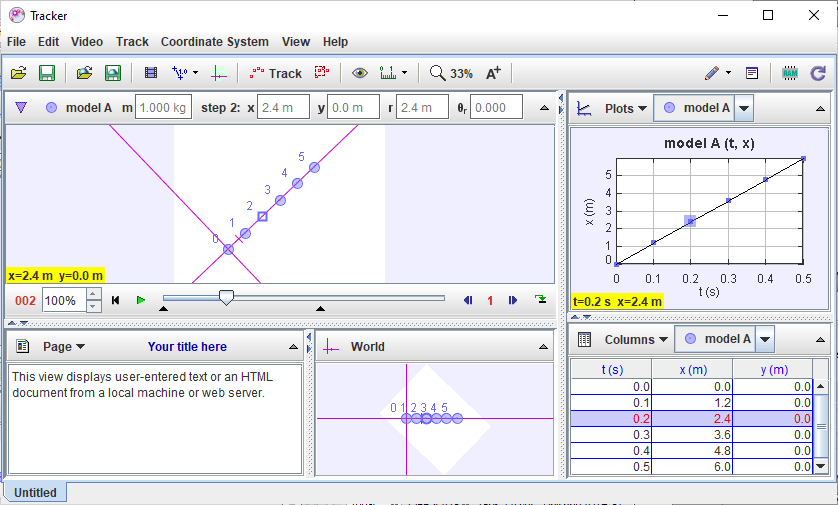 Tracker
File Edit Video Track Coordinate System View Help
Track 33% A+ RAM
model A m 1.000 kg step 2: x 2.4 m y 0.0 m r 2.4 m θr 0.000
0
1
2
3
4
5
x=2.4 m y=0.0 m
002 100% 1
Plots model A
model A (t, x)
x (m)
5
4
3
2
1
0
0 0.1 0.2 0.3 0.4 0.5
t (s)
t=0.2 s x=2.4 m
Page Your title here
This view displays user-entered text or an HTML
document from a local machine or web server.
World
0 1 2 3 4 5
Columns model A
t (s) x (m) y (m)
0.0 0.0 0.0
0.1 1.2 0.0
0.2 2.4 0.0
0.3 3.6 0.0
0.4 4.8 0.0
0.5 6.0 0.0
Untitled